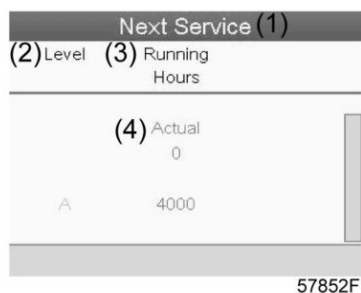 Next Service (1)
(2) Level (3) Running
Hours
(4) Actual
0
A 4000
57852F